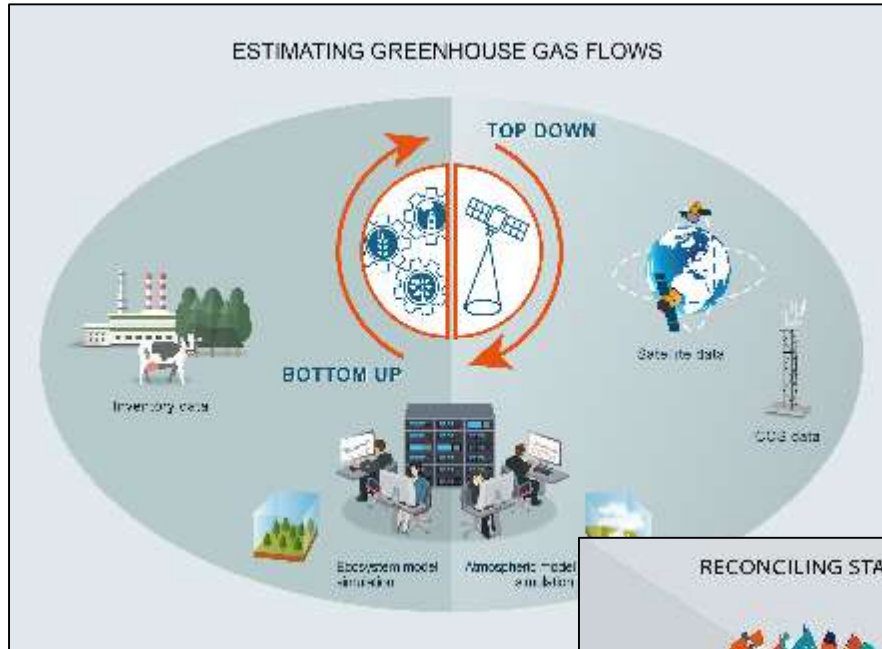 ESTIMATING GREENHOUSE GAS FLOWS
TOP DOWN
Satellite data
BOTTOM UP
Inventory data
data
Ecosystem model
simulation
Atmospheric model
simulation
RECONCILING STA